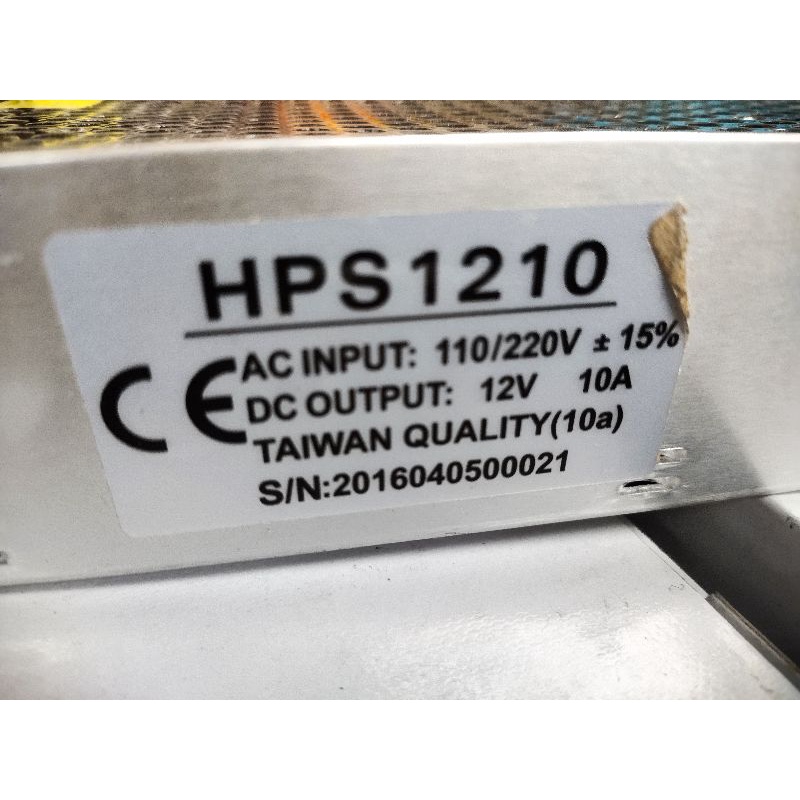 HPS1210
CE AC INPUT: 110/220V ± 15%
DC OUTPUT: 12V 10A
TAIWAN QUALITY(10a)
S/N:2016040500021